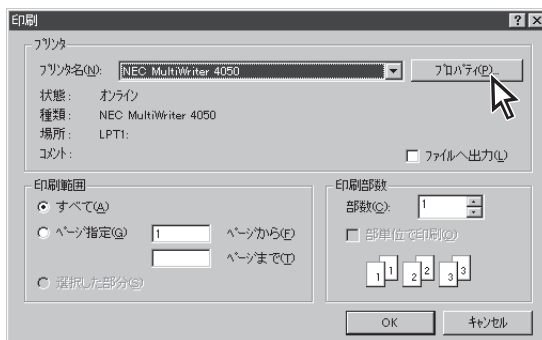 印刷
プリンタ
プリンタ名(N): NEC MultiWriter 4050 プロパティ(P)...
状態: オンライン
種類: NEC MultiWriter 4050
場所: LPT1:
コメント: ファイルへ出力(L)
印刷範囲
すべて(A)
ページ指定(G) 1 ページから(F)
ページまで(T)
選択した部分(S)
印刷部数
部数(C): 1
部単位で印刷(O)
1 1 2 2 3 3
OK キャンセル